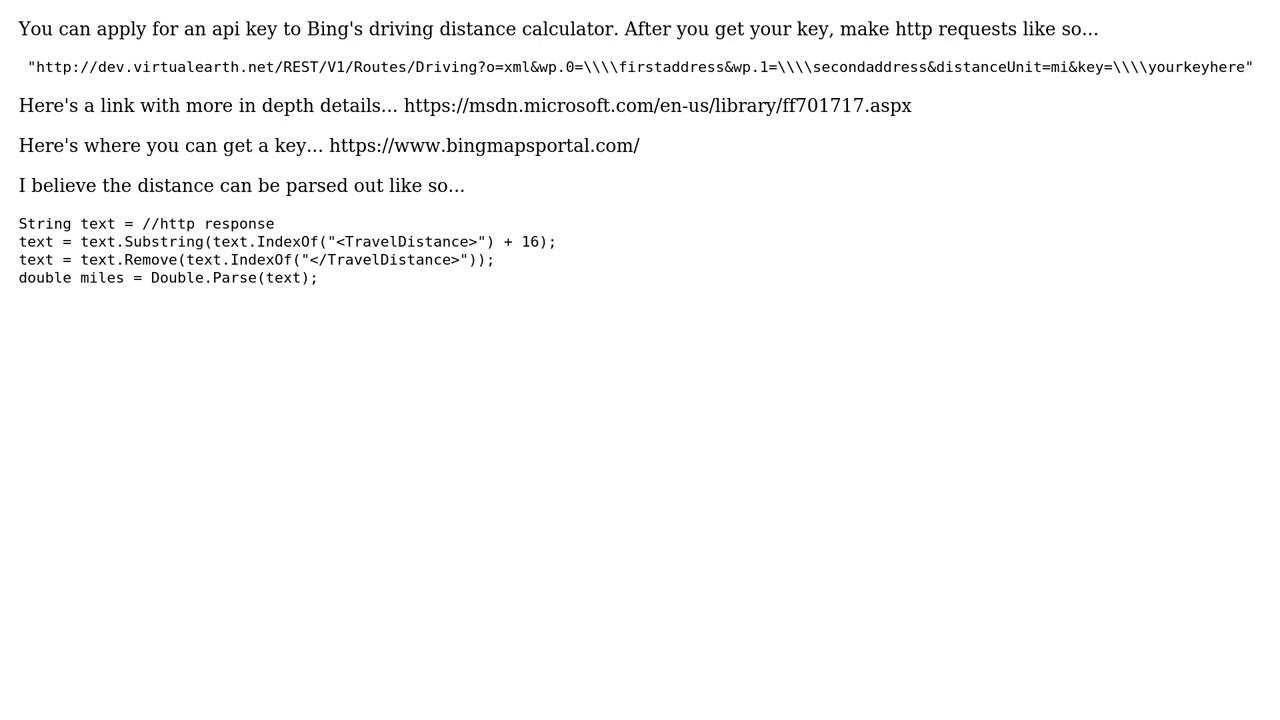 You can apply for an api key to Bing's driving distance calculator. After you get your key, make http requests like so...
"http://dev.virtualearth.net/REST/V1/Routes/Driving?o=xml&wp.0=\\\\firstaddress&wp.1=\\\\secondaddress&distanceUnit=mi&key=\\\\yourkeyhere"
Here's a link with more in depth details... https://msdn.microsoft.com/en-us/library/ff701717.aspx
Here's where you can get a key... https://www.bingmapsportal.com/
I believe the distance can be parsed out like so...
String text = //http response
text = text.Substring(text.IndexOf("<TravelDistance>") + 16);
text = text.Remove(text.IndexOf("</TravelDistance>"));
double miles = Double.Parse(text);